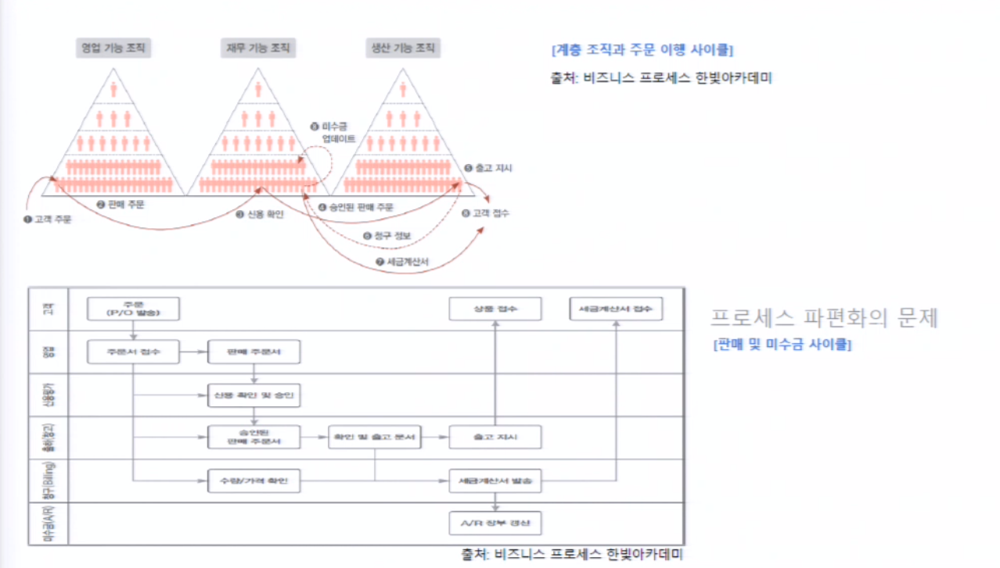 영업 기능 조직
재무 기능 조직
생산 기능 조직
[계층 조직과 주문 이행 사이클]
출처: 비즈니스 프로세스 한빛아카데미
❽ 미수금
업데이트
❺ 출고 지시
❷ 판매 주문
❹ 승인된 판매 주문
❶ 고객 주문
❸ 신용 확인
❽ 고객 접수
❻ 청구 정보
❼ 세금계산서
고객
주문
(P/O 발송)
상품 접수
세금계산서 접수
프로세스 파편화의 문제
[판매 및 미수금 사이클]
영업
주문서 접수
판매 주문서
신용평가
신용 확인 및 승인
출하(창고)
승인된
판매 주문서
확인 및 출고 문서
출고 지시
청구(Billing)
수량/가격 확인
세금계산서 발송
미수금(A/R)
A/R 장부 갱신
출처: 비즈니스 프로세스 한빛아카데미